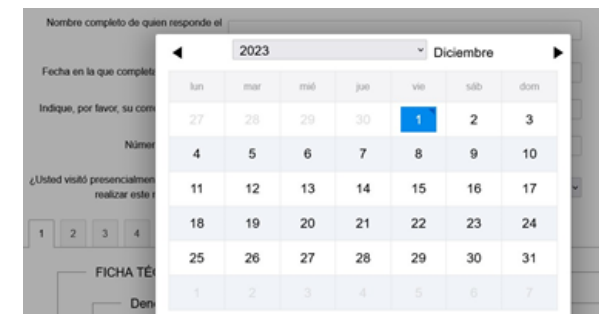 Nombre completo de quien responde el
2023 Diciembre
Fecha en la que complet
lun mar mié jue vie sáb dom
Indique, por favor, su corr
27 28 29 30 1 2 3
Númer
4 5 6 7 8 9 10
¿Usted visitó presencialmen
realizar este r
11 12 13 14 15 16 17
1 2 3 4
18 19 20 21 22 23 24
25 26 27 28 29 30 31
FICHA TÉ
1 2 3 4 5 6 7
Den